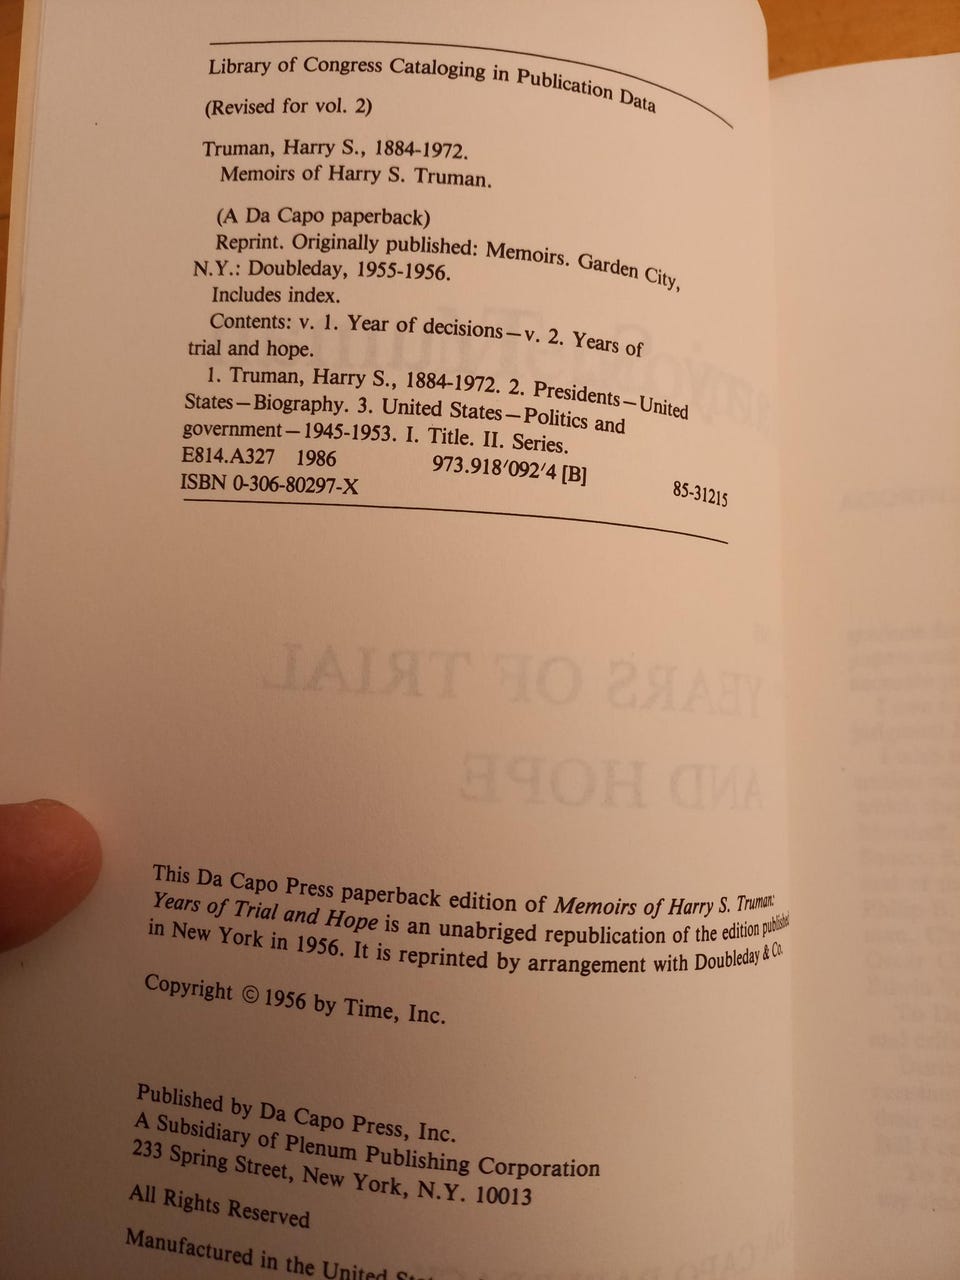 Library of Congress Cataloging in Publication Data
(Revised for vol. 2)
Truman, Harry S., 1884-1972.
Memoirs of Harry S. Truman.
(A Da Capo paperback)
Reprint. Originally published: Memoirs. Garden City,
N.Y.: Doubleday, 1955-1956.
Includes index.
Contents: v. 1. Year of decisions—v. 2. Years of
trial and hope.
1. Truman, Harry S., 1884-1972. 2. Presidents—United
States—Biography. 3. United States—Politics and
government—1945-1953. I. Title. II. Series.
E814.A327 1986 973.918′092′4 [B] 85-31215
ISBN 0-306-80297-X
YEARS OF TRIAL
AND HOPE
This Da Capo Press paperback edition of Memoirs of Harry S. Truman:
Years of Trial and Hope is an unabriged republication of the edition published
in New York in 1956. It is reprinted by arrangement with Doubleday & Co.
Copyright © 1956 by Time, Inc.
Published by Da Capo Press, Inc.
A Subsidiary of Plenum Publishing Corporation
233 Spring Street, New York, N.Y. 10013
All Rights Reserved
Manufactured in the United